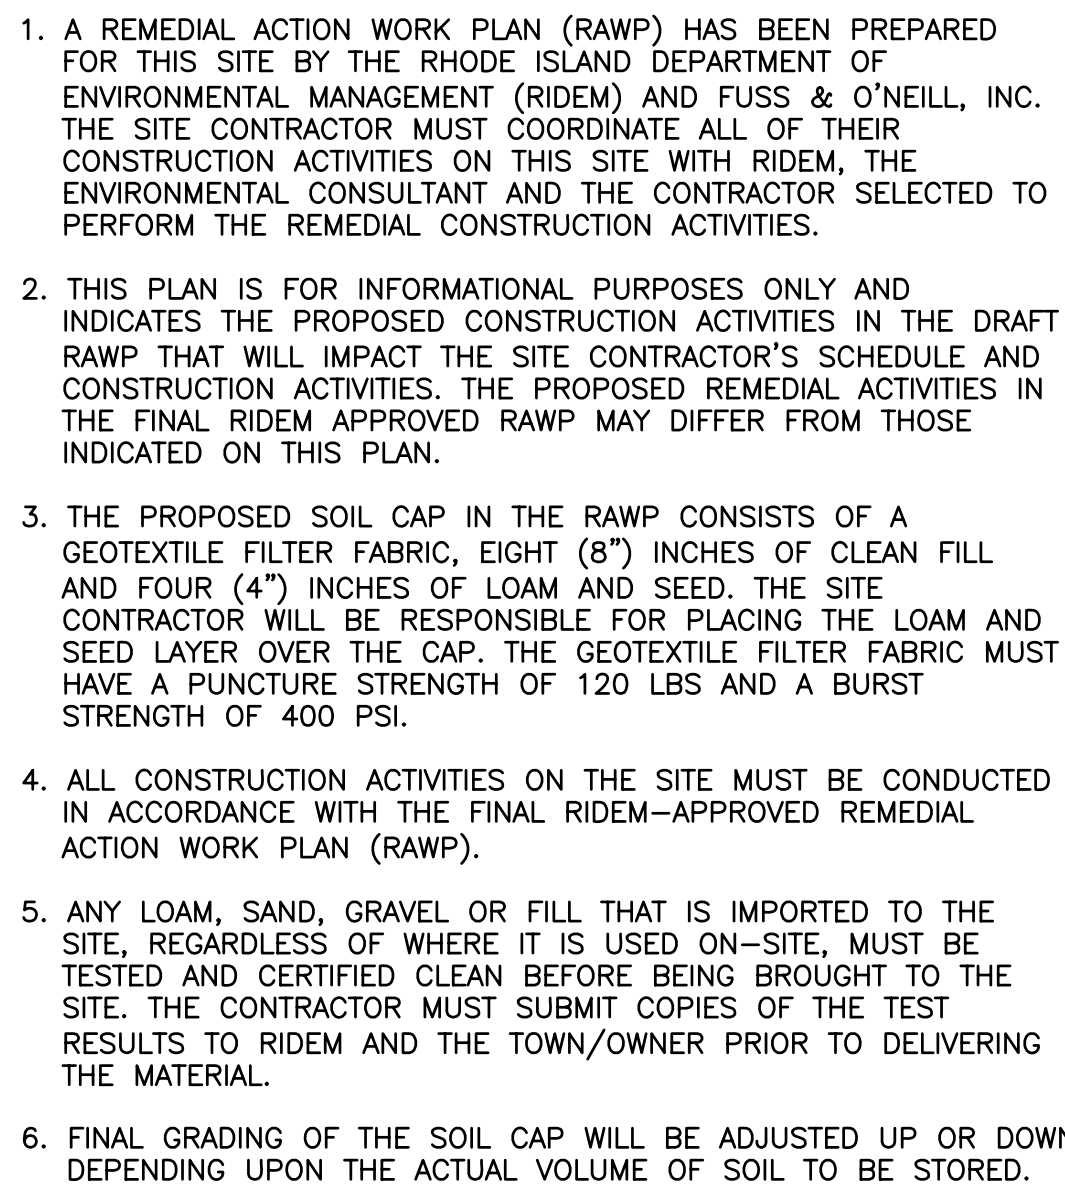 1. A REMEDIAL ACTION WORK PLAN (RAWP) HAS BEEN PREPARED
FOR THIS SITE BY THE RHODE ISLAND DEPARTMENT OF
ENVIRONMENTAL MANAGEMENT (RIDEM) AND FUSS & O'NEILL, INC.
THE SITE CONTRACTOR MUST COORDINATE ALL OF THEIR
CONSTRUCTION ACTIVITIES ON THIS SITE WITH RIDEM, THE
ENVIRONMENTAL CONSULTANT AND THE CONTRACTOR SELECTED TO
PERFORM THE REMEDIAL CONSTRUCTION ACTIVITIES.
2. THIS PLAN IS FOR INFORMATIONAL PURPOSES ONLY AND
INDICATES THE PROPOSED CONSTRUCTION ACTIVITIES IN THE DRAFT
RAWP THAT WILL IMPACT THE SITE CONTRACTOR'S SCHEDULE AND
CONSTRUCTION ACTIVITIES. THE PROPOSED REMEDIAL ACTIVITIES IN
THE FINAL RIDEM APPROVED RAWP MAY DIFFER FROM THOSE
INDICATED ON THIS PLAN.
3. THE PROPOSED SOIL CAP IN THE RAWP CONSISTS OF A
GEOTEXTILE FILTER FABRIC, EIGHT (8") INCHES OF CLEAN FILL
AND FOUR (4") INCHES OF LOAM AND SEED. THE SITE
CONTRACTOR WILL BE RESPONSIBLE FOR PLACING THE LOAM AND
SEED LAYER OVER THE CAP. THE GEOTEXTILE FILTER FABRIC MUST
HAVE A PUNCTURE STRENGTH OF 120 LBS AND A BURST
STRENGTH OF 400 PSI.
4. ALL CONSTRUCTION ACTIVITIES ON THE SITE MUST BE CONDUCTED
IN ACCORDANCE WITH THE FINAL RIDEM-APPROVED REMEDIAL
ACTION WORK PLAN (RAWP).
5. ANY LOAM, SAND, GRAVEL OR FILL THAT IS IMPORTED TO THE
SITE, REGARDLESS OF WHERE IT IS USED ON-SITE, MUST BE
TESTED AND CERTIFIED CLEAN BEFORE BEING BROUGHT TO THE
SITE. THE CONTRACTOR MUST SUBMIT COPIES OF THE TEST
RESULTS TO RIDEM AND THE TOWN/OWNER PRIOR TO DELIVERING
THE MATERIAL.
6. FINAL GRADING OF THE SOIL CAP WILL BE ADJUSTED UP OR DOWN
DEPENDING UPON THE ACTUAL VOLUME OF SOIL TO BE STORED.